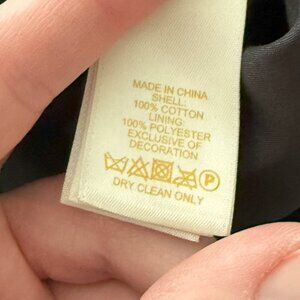 MADE IN CHINA
SHELL:
100% COTTON
LINING:
100% POLYESTER
EXCLUSIVE OF
DECORATION
P
DRY CLEAN ONLY